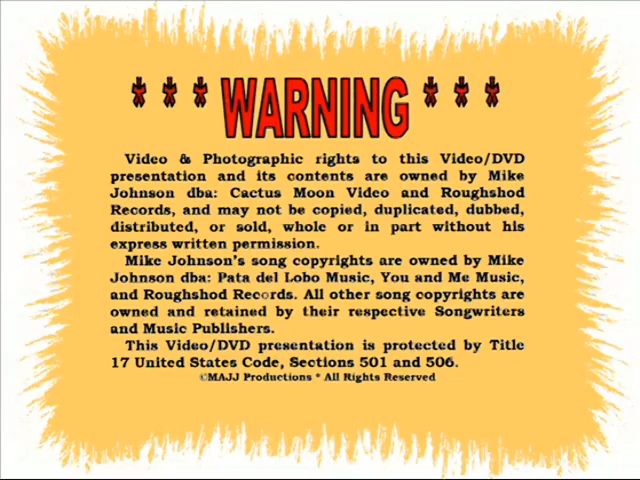 * * * WARNING * * *
Video & Photographic rights to this Video/DVD
presentation and its contents are owned by Mike
Johnson dba: Cactus Moon Video and Roughshod
Records, and may not be copied, duplicated, dubbed,
distributed, or sold, whole or in part without his
express written permission.
Mike Johnson's song copyrights are owned by Mike
Johnson dba: Pata del Lobo Music, You and Me Music,
and Roughshod Records. All other song copyrights are
owned and retained by their respective Songwriters
and Music Publishers.
This Video/DVD presentation is protected by Title
17 United States Code, Sections 501 and 506.
©MAJJ Productions * All Rights Reserved